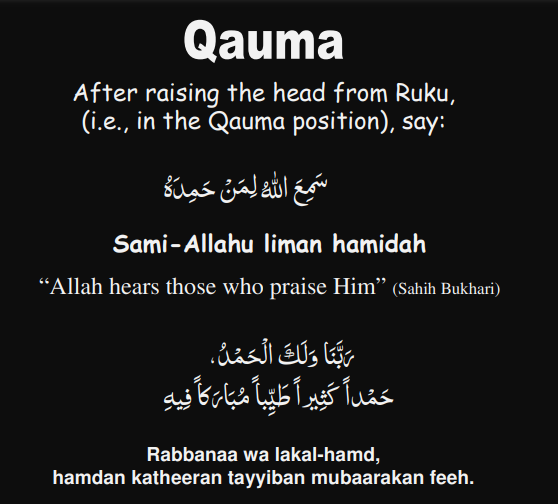 Qauma
After raising the head from Ruku,
(i.e., in the Qauma position), say:
سَمِعَ اللّٰهُ لِمَنْ حَمِدَهُ
Sami-Allahu liman hamidah
“Allah hears those who praise Him” (Sahih Bukhari)
رَبَّنَا وَلَكَ الْحَمْدُ،
حَمْداً كَثِيراً طَيِّباً مُبَارَكاً فِيهِ
Rabbanaa wa lakal-hamd,
hamdan katheeran tayyiban mubaarakan feeh.